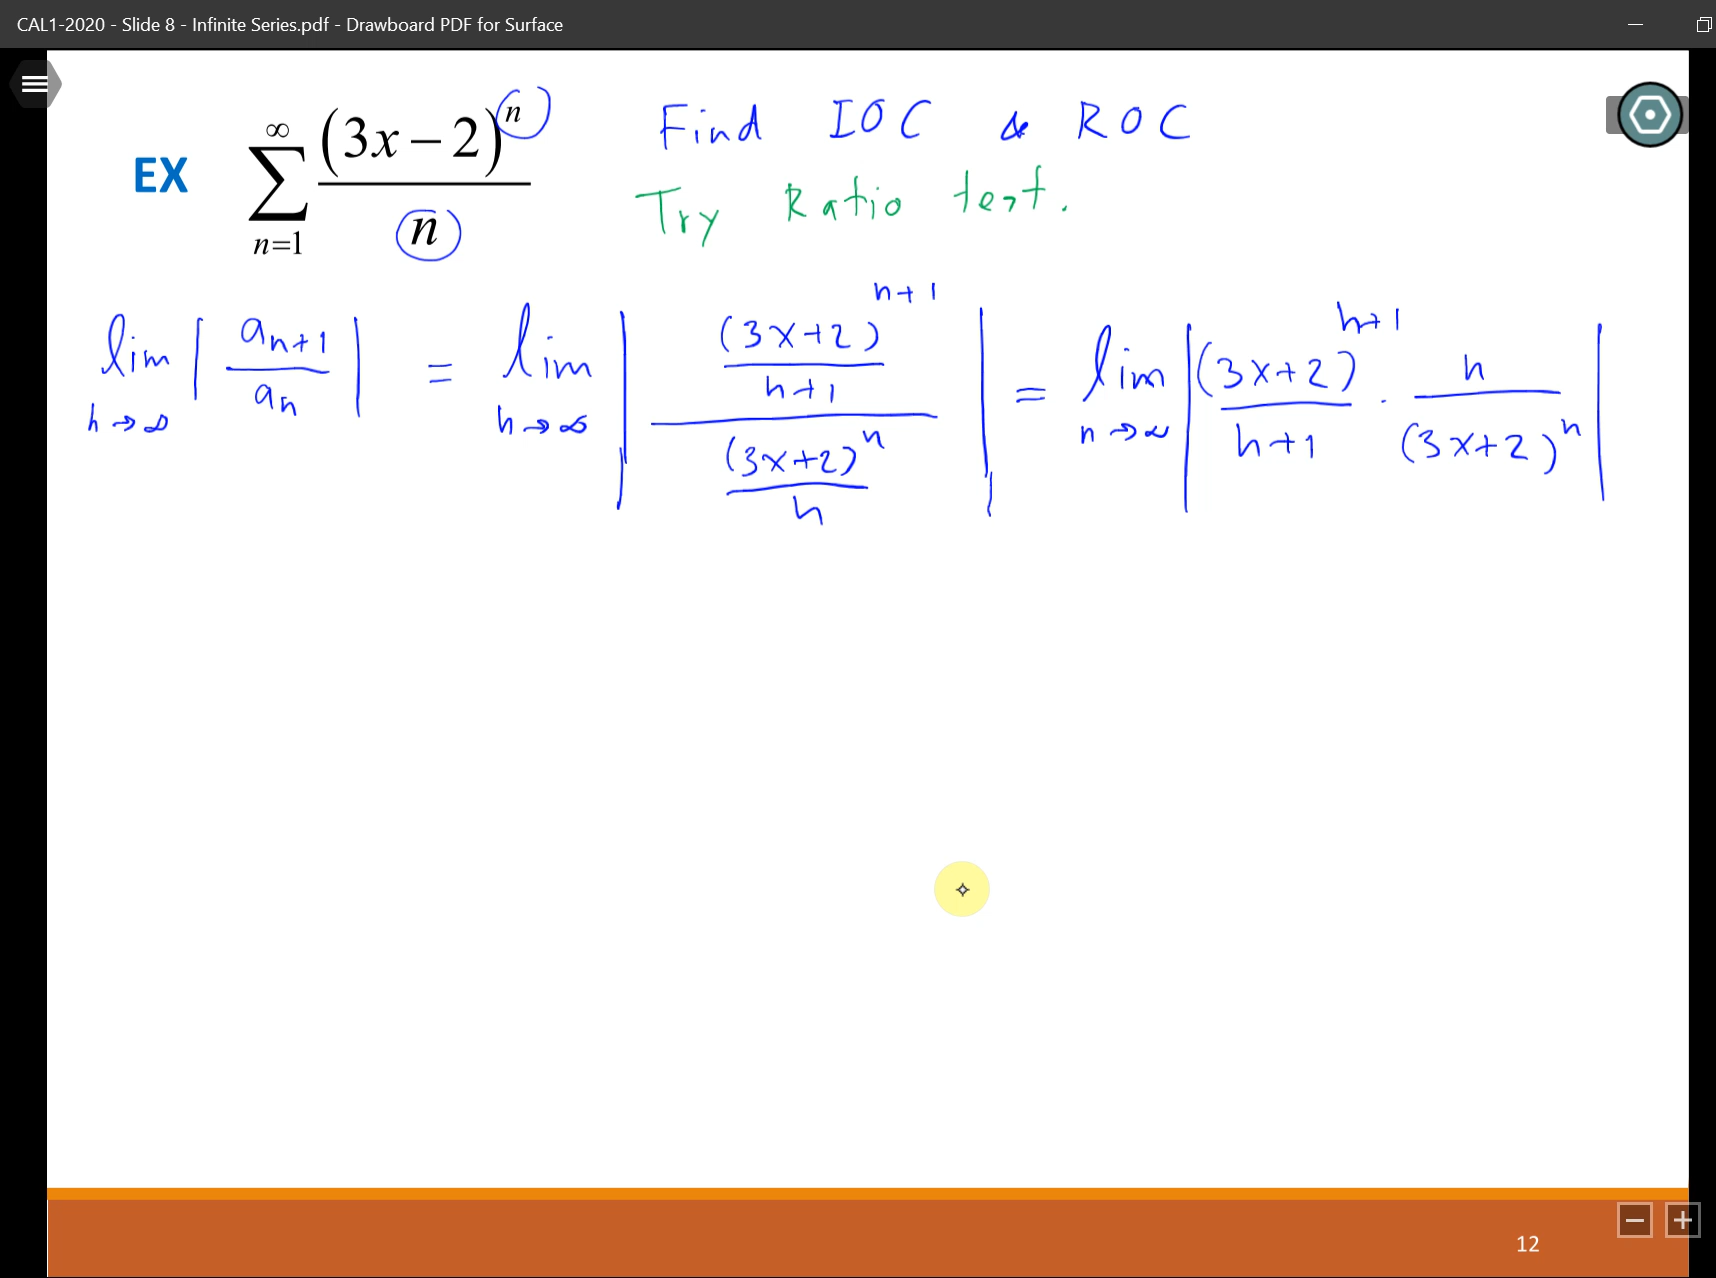 CAL1-2020 - Slide 8 - Infinite Series.pdf - Drawboard PDF for Surface
EX ∑_{n=1}^{∞} (3x − 2)^n / n Find IOC & ROC
Try Ratio test.
lim_{n→∞} | a_{n+1} / a_n | = lim_{n→∞} | ((3x+2)^{n+1} / (n+1)) / ((3x+2)^n / n) | = lim_{n→∞} | (3x+2)^{n+1} / (n+1) · n / (3x+2)^n |
12